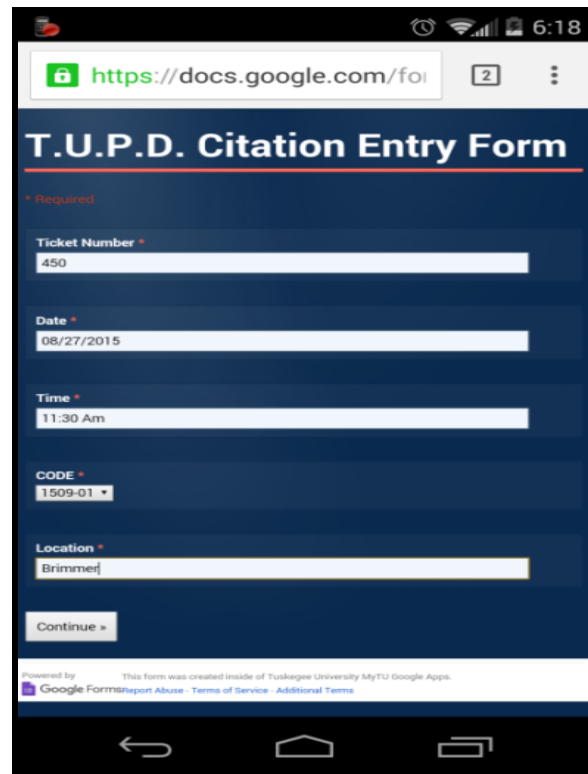 6:18
https://docs.google.com/for
2
T.U.P.D. Citation Entry Form
* Required
Ticket Number *
450
Date *
08/27/2015
Time *
11:30 Am
CODE *
1509-01
Location *
Brimmer
Continue »
Powered by
This form was created inside of Tuskegee University MyTU Google Apps.
Google Forms
Report Abuse - Terms of Service - Additional Terms